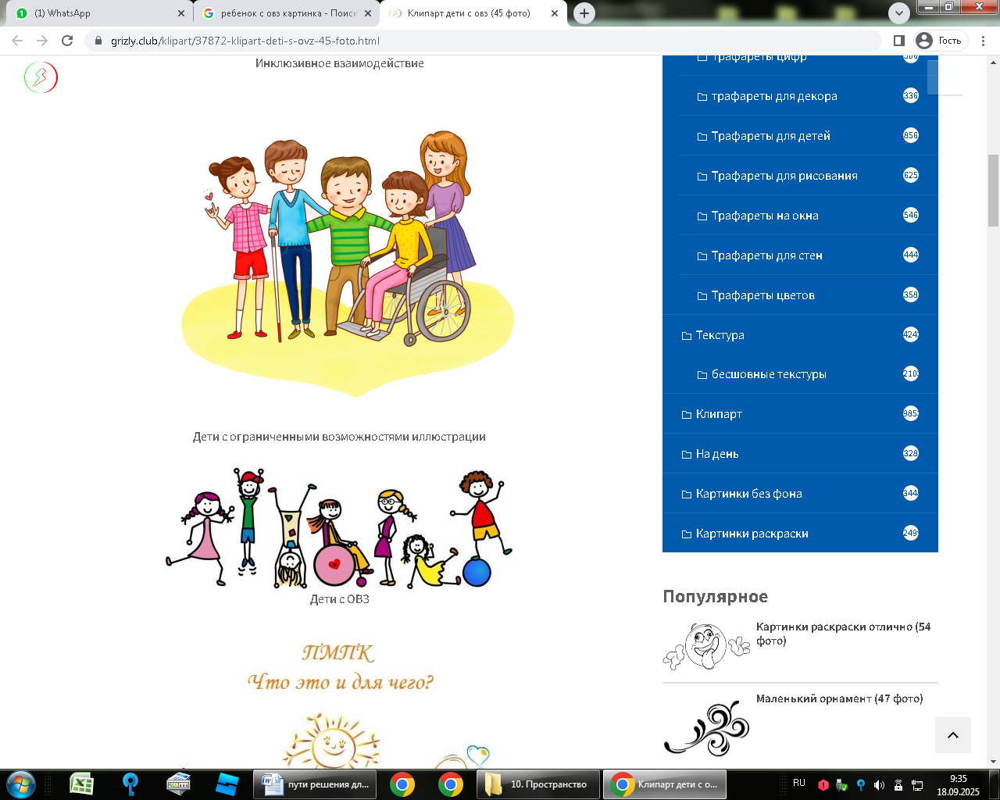 (1) WhatsApp
ребенок с овз картинка - Поиск
Клипарт дети с овз (45 фото)
grizly.club/klipart/37872-klipart-deti-s-ovz-45-foto.html
Гость
Инклюзивное взаимодействие
Дети с ограниченными возможностями иллюстрации
Дети с ОВЗ
ПМПК
Что это и для чего?
трафареты цифр
трафареты для декора 336
Трафареты для детей 856
Трафареты для рисования 625
Трафареты на окна 546
Трафареты для стен 444
Трафареты цветов 358
Текстура 424
бесшовные текстуры 210
Клипарт 985
На день 328
Картинки без фона 344
Картинки раскраски 249
Популярное
Картинки раскраски отлично (54
фото)
Маленький орнамент (47 фото)
пути решения дл...
10. Пространство
Клипарт дети с о...
RU
9:35
18.09.2025